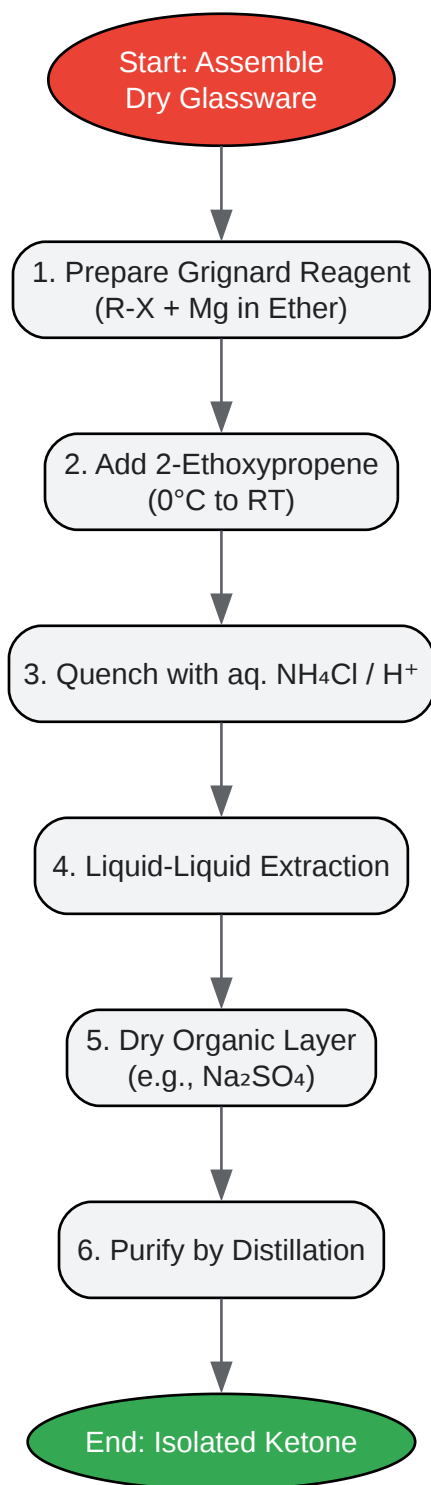 Start: Assemble
Dry Glassware
1. Prepare Grignard Reagent
(R-X + Mg in Ether)
2. Add 2-Ethoxypropene
(0°C to RT)
3. Quench with aq. NH₄Cl / H⁺
4. Liquid-Liquid Extraction
5. Dry Organic Layer
(e.g., Na₂SO₄)
6. Purify by Distillation
End: Isolated Ketone